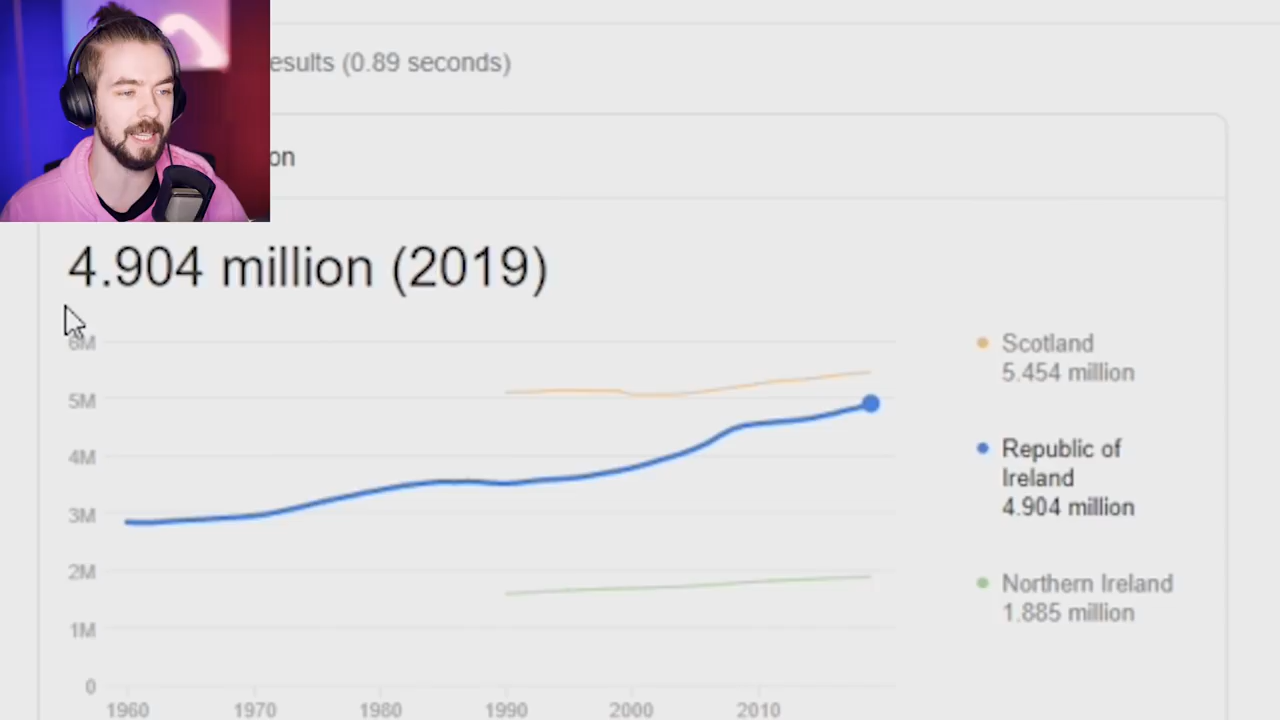 esults (0.89 seconds)
on
4.904 million (2019)
6M
5M
4M
3M
2M
1M
0
1960 1970 1980 1990 2000 2010
Scotland
5.454 million
Republic of
Ireland
4.904 million
Northern Ireland
1.885 million